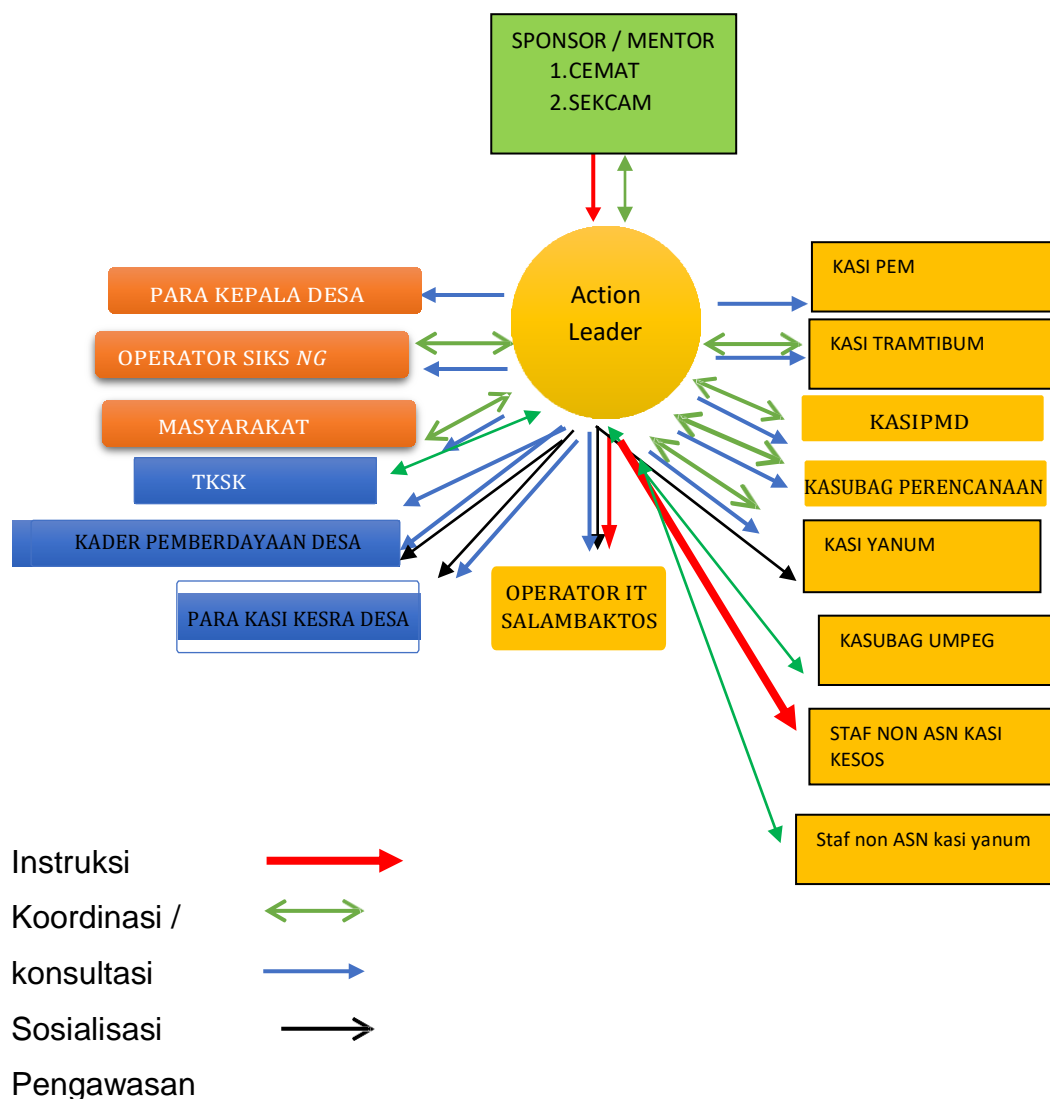 SPONSOR / MENTOR
1.CEMAT
2.SEKCAM
Action
Leader
PARA KEPALA DESA
OPERATOR SIKS NG
MASYARAKAT
TKSK
KADER PEMBERDAYAAN DESA
PARA KASI KESRA DESA
OPERATOR IT
SALAMBAKTOS
KASI PEM
KASI TRAMTIBUM
KASIPMD
KASUBAG PERENCANAAN
KASI YANUM
KASUBAG UMPEG
STAF NON ASN KASI
KESOS
Staf non ASN kasi yanum
Instruksi
Koordinasi /
konsultasi
Sosialisasi
Pengawasan